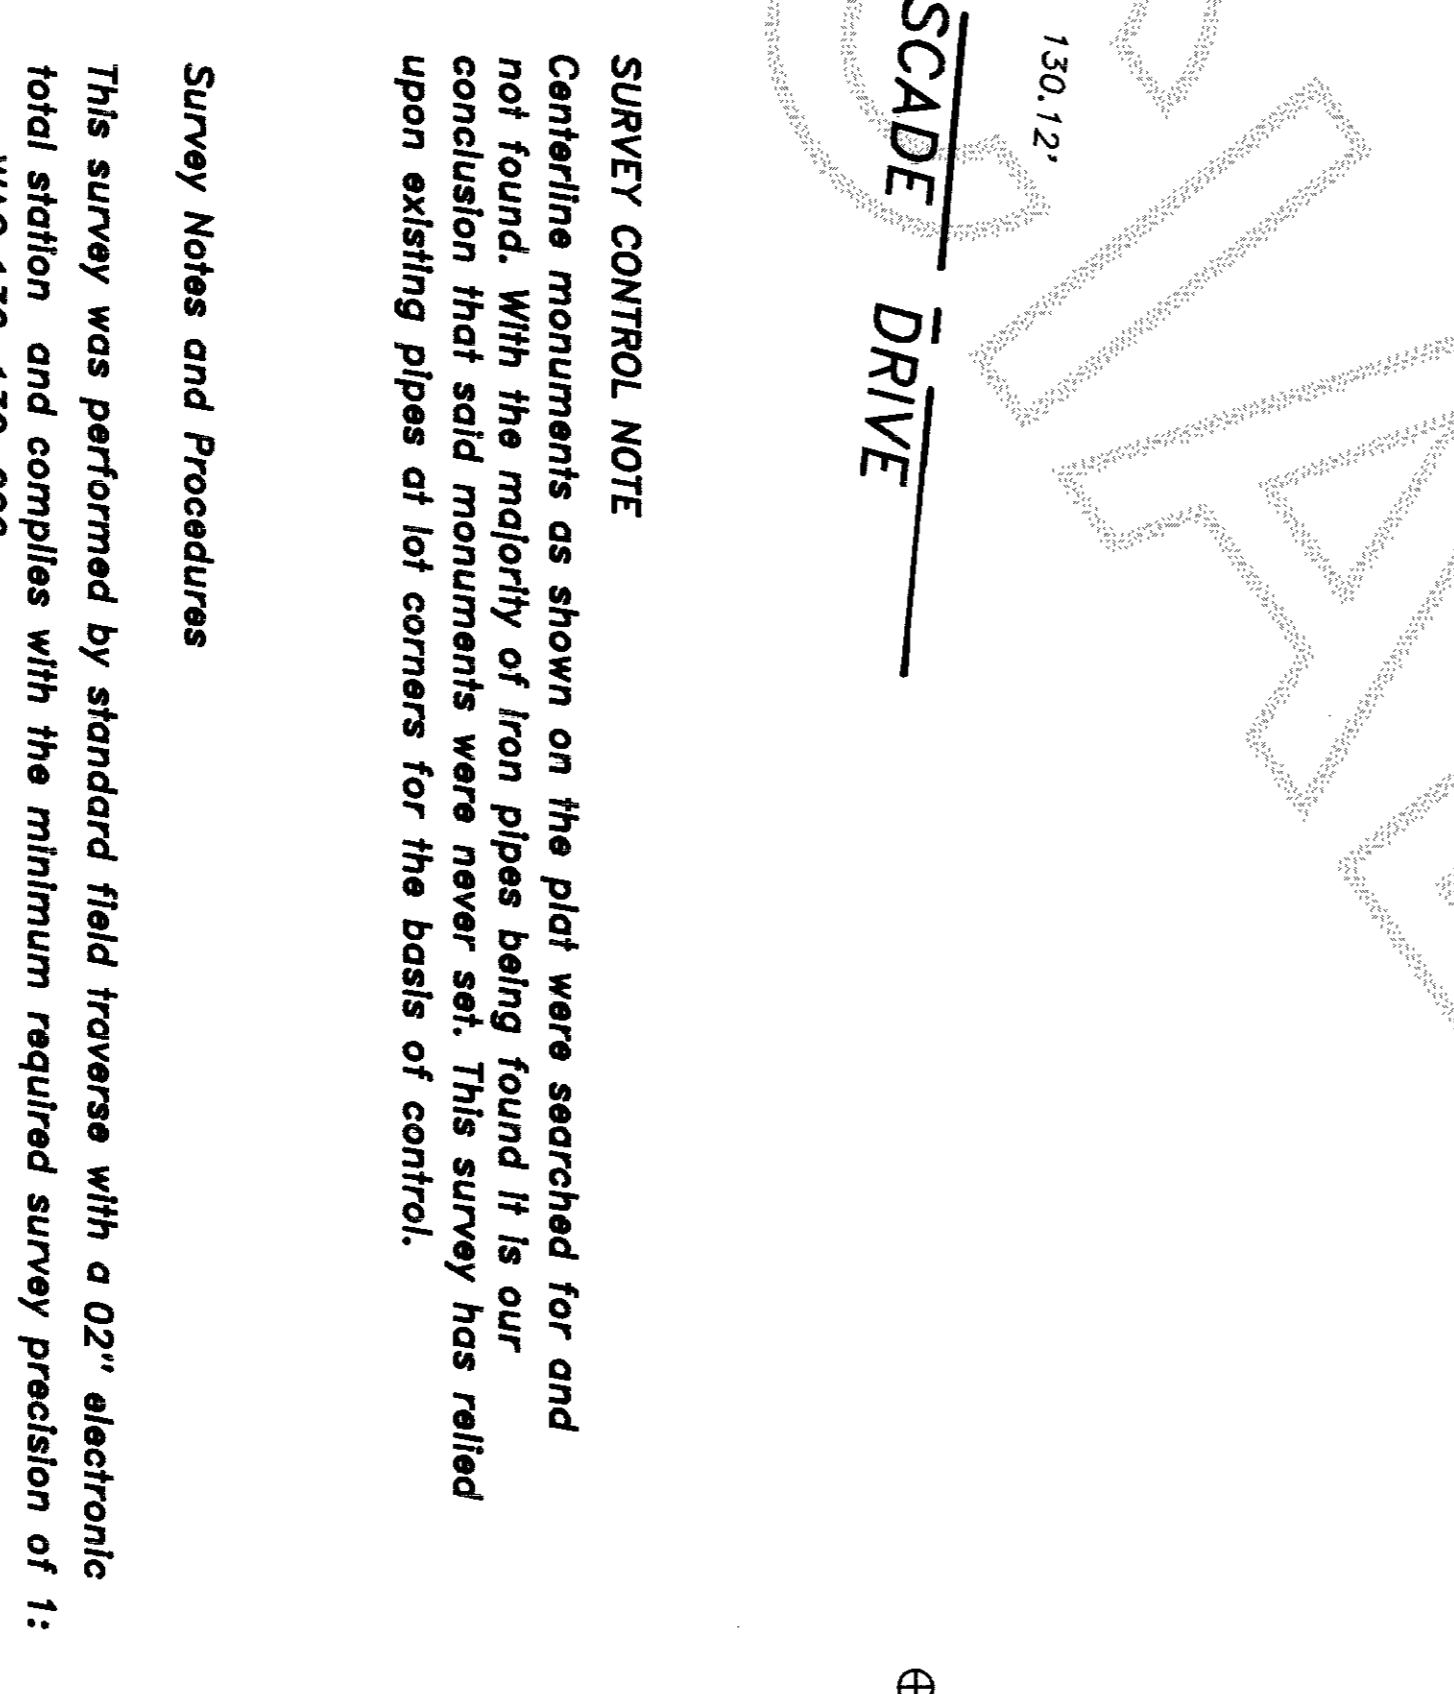 130.12'
SCADE DRIVE
SURVEY CONTROL NOTE
Centerline monuments as shown on the plat were searched for and
not found. With the majority of iron pipes being found it is our
conclusion that said monuments were never set. This survey has relied
upon existing pipes at lot corners for the basis of control.
Survey Notes and Procedures
This survey was performed by standard field traverse with a 02" electronic
total station and complies with the minimum required survey precision of 1: